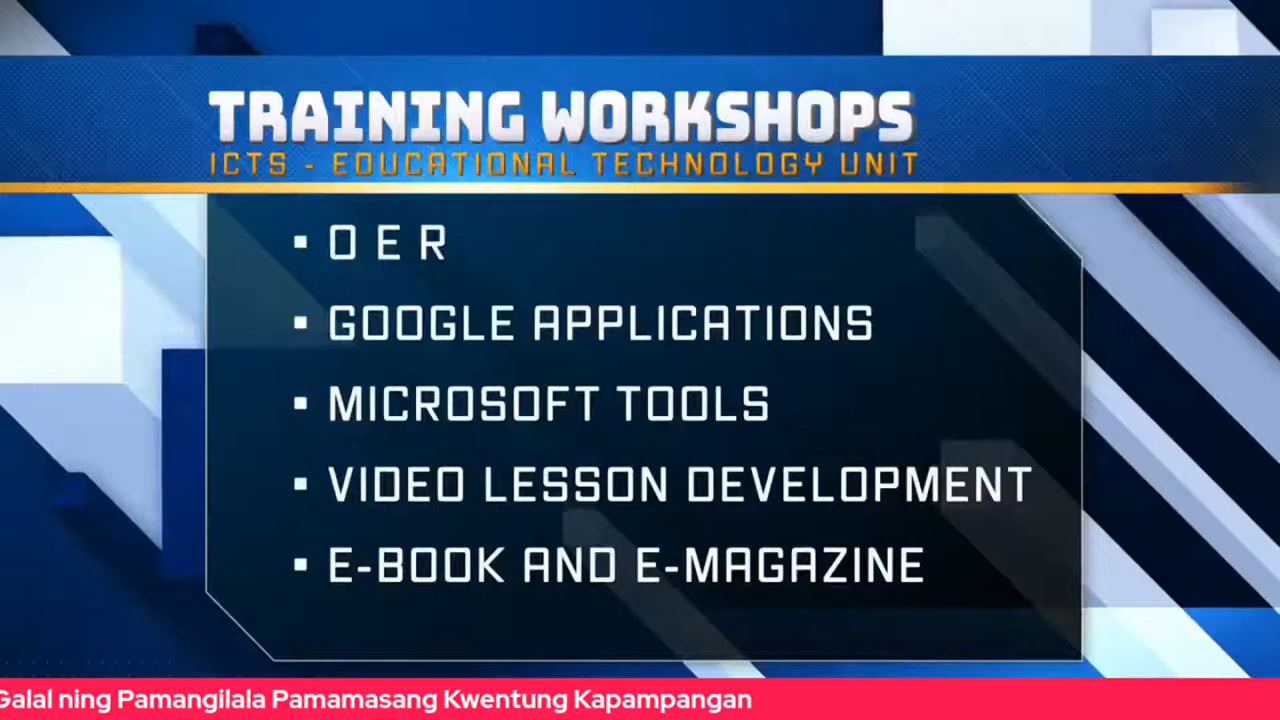 TRAINING WORKSHOPS
ICTS - EDUCATIONAL TECHNOLOGY UNIT
▪ O E R
▪ GOOGLE APPLICATIONS
▪ MICROSOFT TOOLS
▪ VIDEO LESSON DEVELOPMENT
▪ E-BOOK AND E-MAGAZINE
Galal ning Pamangilala Pamamasang Kwentung Kapampangan